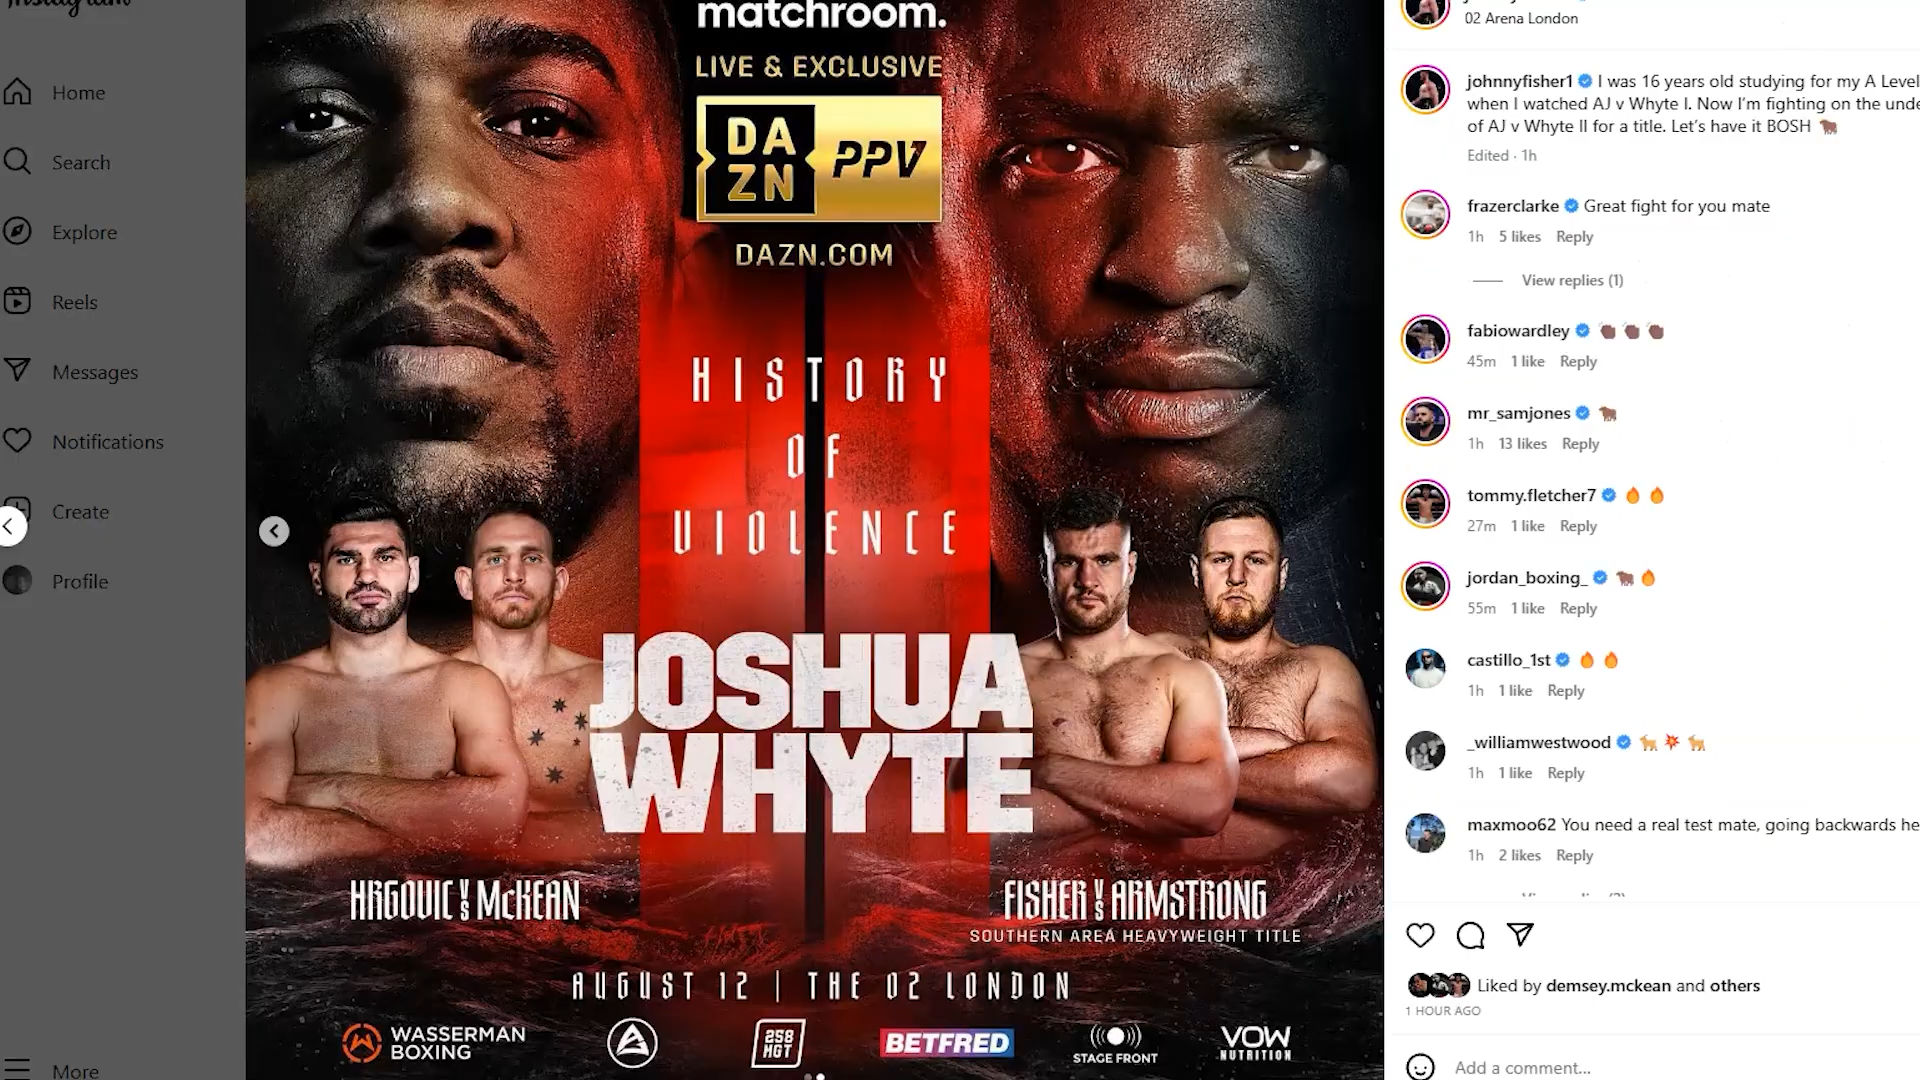 Instagram
Home
Search
Explore
Reels
Messages
Notifications
Create
Profile
More
matchroom.
LIVE & EXCLUSIVE
DAZN PPV
DAZN.COM
HISTORY
OF
VIOLENCE
JOSHUA
WHYTE
HRGOVIC VS McKEAN
FISHER VS ARMSTRONG
SOUTHERN AREA HEAVYWEIGHT TITLE
AUGUST 12 | THE O2 LONDON
WASSERMAN
BOXING
258
MGT
BETFRED
STAGE FRONT
VOW
NUTRITION
02 Arena London
johnnyfisher1 I was 16 years old studying for my A Level
when I watched AJ v Whyte I. Now I'm fighting on the unde
of AJ v Whyte II for a title. Let's have it BOSH 🐂
Edited · 1h
frazerclarke Great fight for you mate
1h 5 likes Reply
View replies (1)
fabiowardley 👏🏾 👏🏾 👏🏾
45m 1 like Reply
mr_samjones 🐂
1h 13 likes Reply
tommy.fletcher7 🔥 🔥
27m 1 like Reply
jordan_boxing_ 🐂 🔥
55m 1 like Reply
castillo_1st 🔥 🔥
1h 1 like Reply
_williamwestwood 🐐 💥 🐐
1h 1 like Reply
maxmoo62 You need a real test mate, going backwards he
1h 2 likes Reply
Liked by demsey.mckean and others
1 HOUR AGO
Add a comment...